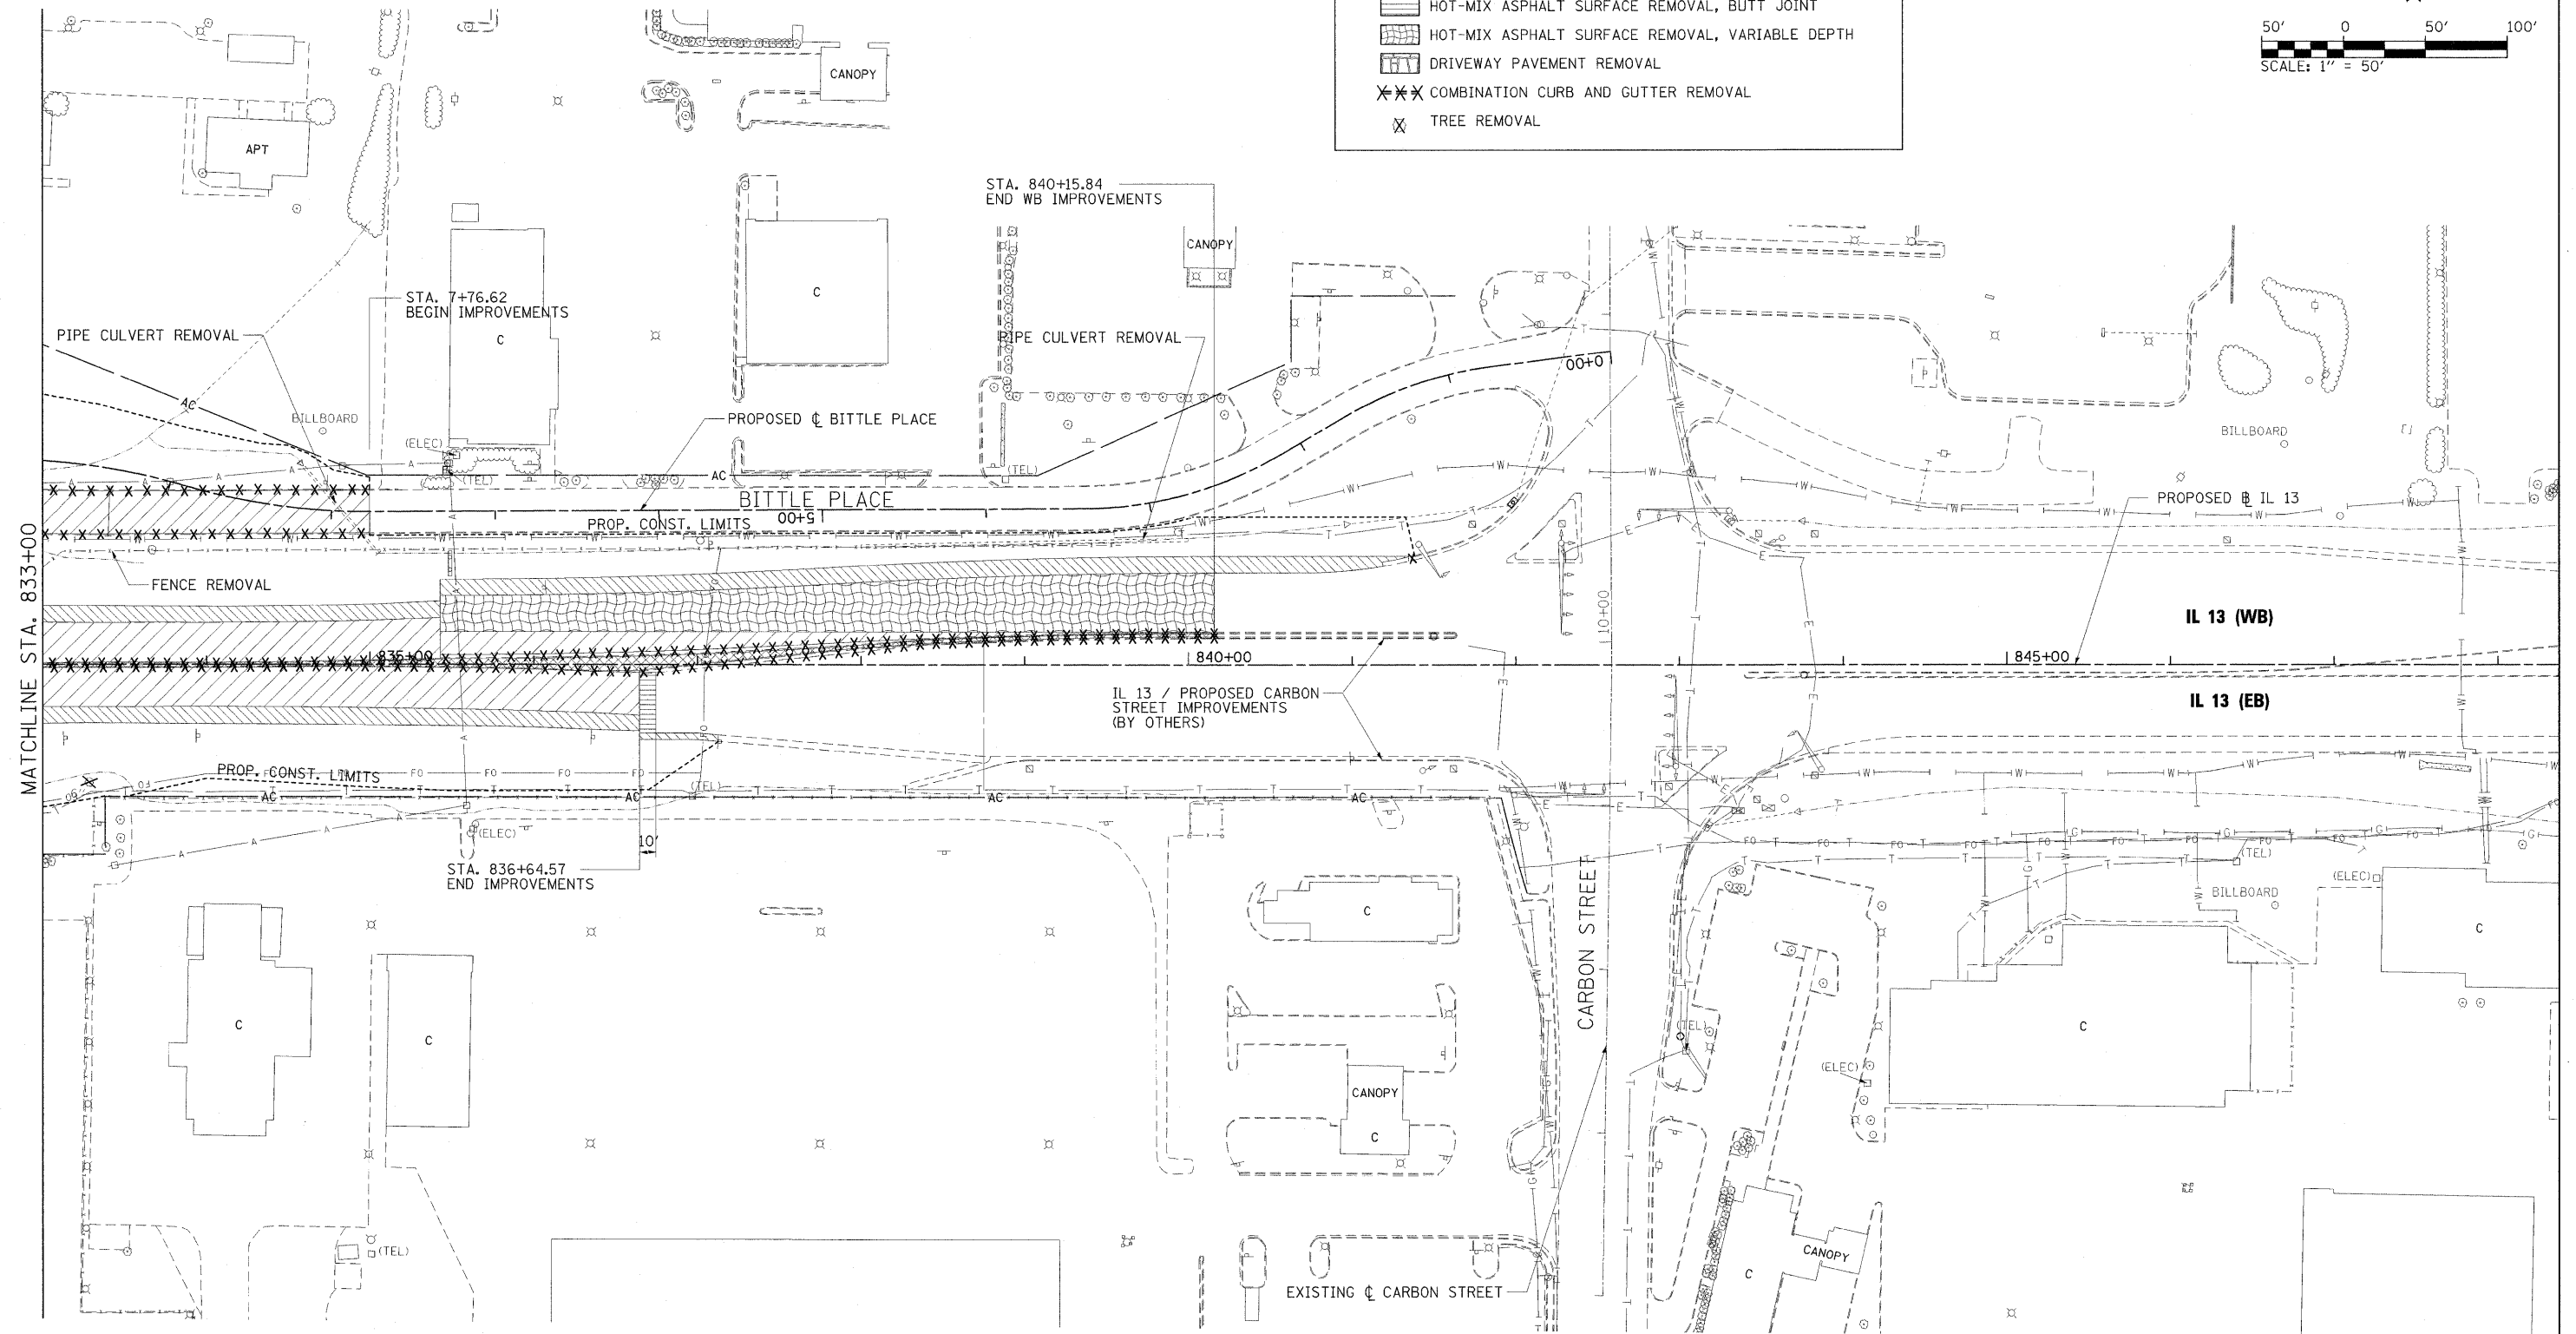 HOT-MIX ASPHALT SURFACE REMOVAL, BUTT JOINT
HOT-MIX ASPHALT SURFACE REMOVAL, VARIABLE DEPTH
DRIVEWAY PAVEMENT REMOVAL
COMBINATION CURB AND GUTTER REMOVAL
TREE REMOVAL
50' 0 50' 100'
SCALE: 1" = 50'
CANOPY
APT
STA. 840+15.84
END WB IMPROVEMENTS
CANOPY
C
STA. 7+76.62
BEGIN IMPROVEMENTS
C
PIPE CULVERT REMOVAL
PIPE CULVERT REMOVAL
0+00
AC
BILLBOARD
PROPOSED ℄ BITTLE PLACE
(ELEC)
(TEL)
AC
(TEL)
BILLBOARD
BITTLE PLACE
5+00
PROP. CONST. LIMITS
PROPOSED ⅊ IL 13
FENCE REMOVAL
MATCHLINE STA. 833+00
10+00
IL 13 (WB)
835+00
840+00
845+00
IL 13 / PROPOSED CARBON
STREET IMPROVEMENTS
(BY OTHERS)
IL 13 (EB)
PROP. CONST. LIMITS
FO FO FO FO
(TEL)
AC AC AC AC
(ELEC)
10'
STA. 836+64.57
END IMPROVEMENTS
CARBON STREET
(TEL)
(ELEC)
BILLBOARD
C
C
C
C
C
(TEL)
(ELEC)
CANOPY
C
(TEL)
CANOPY
C
EXISTING ℄ CARBON STREET